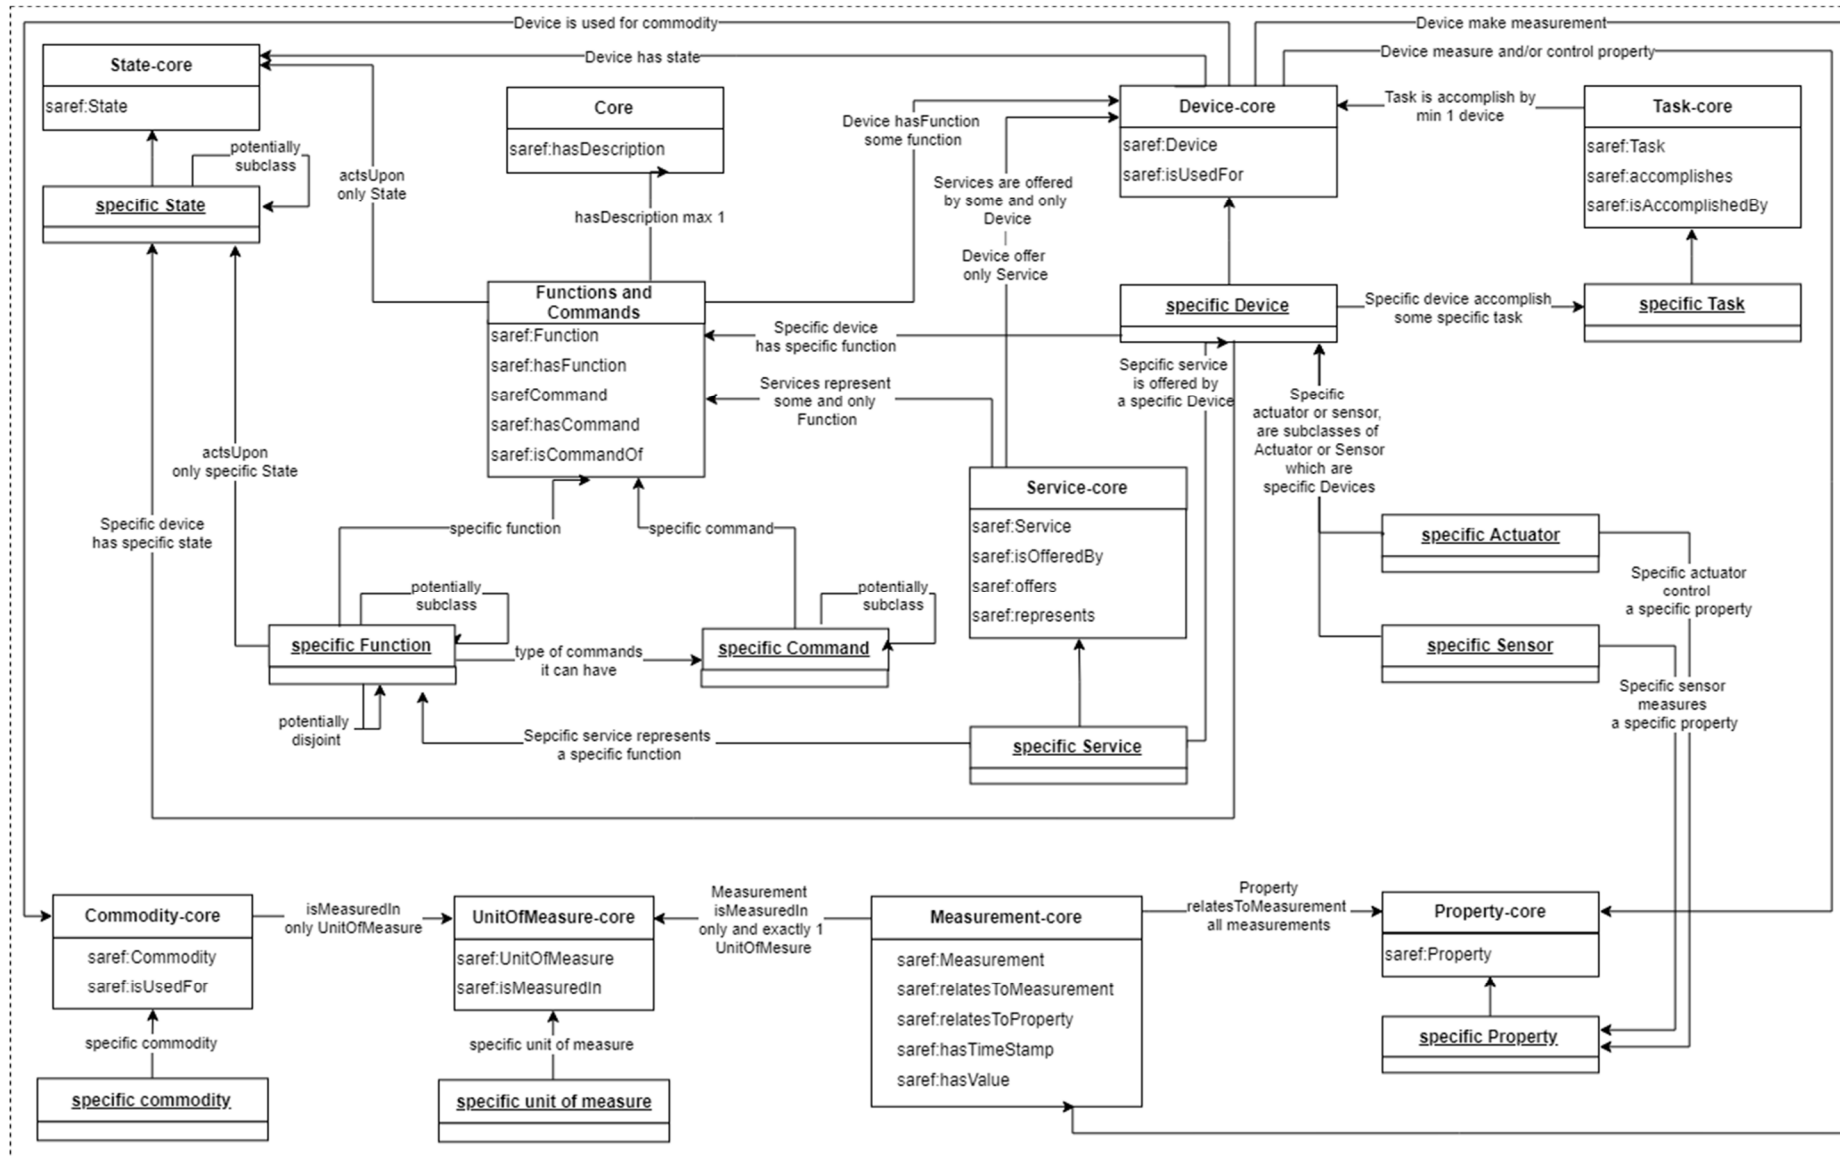 Device is used for commodity
Device make measurement
Device has state
Device measure and/or control property
State-core
saref:State
Core
saref:hasDescription
Device hasFunction
some function
Device-core
saref:Device
saref:isUsedFor
Task is accomplish by
min 1 device
Task-core
saref:Task
saref:accomplishes
saref:isAccomplishedBy
potentially
subclass
actsUpon
only State
specific State
hasDescription max 1
Services are offered
by some and only
Device
Device offer
only Service
Functions and
Commands
saref:Function
saref:hasFunction
sarefCommand
saref:hasCommand
saref:isCommandOf
specific Device
Specific device accomplish
some specific task
specific Task
Specific device
has specific function
Services represent
some and only
Function
Sepcific service
is offered by
a specific Device
Specific
actuator or sensor,
are subclasses of
Actuator or Sensor
which are
specific Devices
actsUpon
only specific State
Specific device
has specific state
specific function
specific command
Service-core
saref:Service
saref:isOfferedBy
saref:offers
saref:represents
specific Actuator
Specific actuator
control
a specific property
potentially
subclass
potentially
subclass
specific Function
type of commands
it can have
specific Command
specific Sensor
Specific sensor
measures
a specific property
potentially
disjoint
Sepcific service represents
a specific function
specific Service
Commodity-core
saref:Commodity
saref:isUsedFor
isMeasuredIn
only UnitOfMeasure
UnitOfMeasure-core
saref:UnitOfMeasure
saref:isMeasuredIn
Measurement
isMeasuredIn
only and exactly 1
UnitOfMesure
Measurement-core
saref:Measurement
saref:relatesToMeasurement
saref:relatesToProperty
saref:hasTimeStamp
saref:hasValue
Property
relatesToMeasurement
all measurements
Property-core
saref:Property
specific Property
specific commodity
specific unit of measure
specific commodity
specific unit of measure